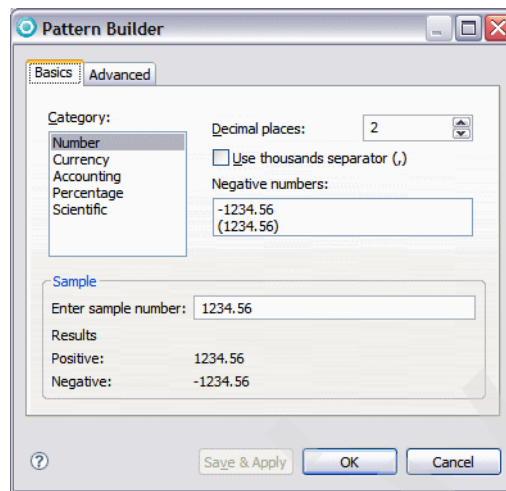 Pattern Builder
Basics
Advanced
Category:
Number
Currency
Accounting
Percentage
Scientific
Decimal places: 2
Use thousands separator (,)
Negative numbers:
-1234.56
(1234.56)
Sample
Enter sample number: 1234.56
Results
Positive: 1234.56
Negative: -1234.56
? Save & Apply OK Cancel